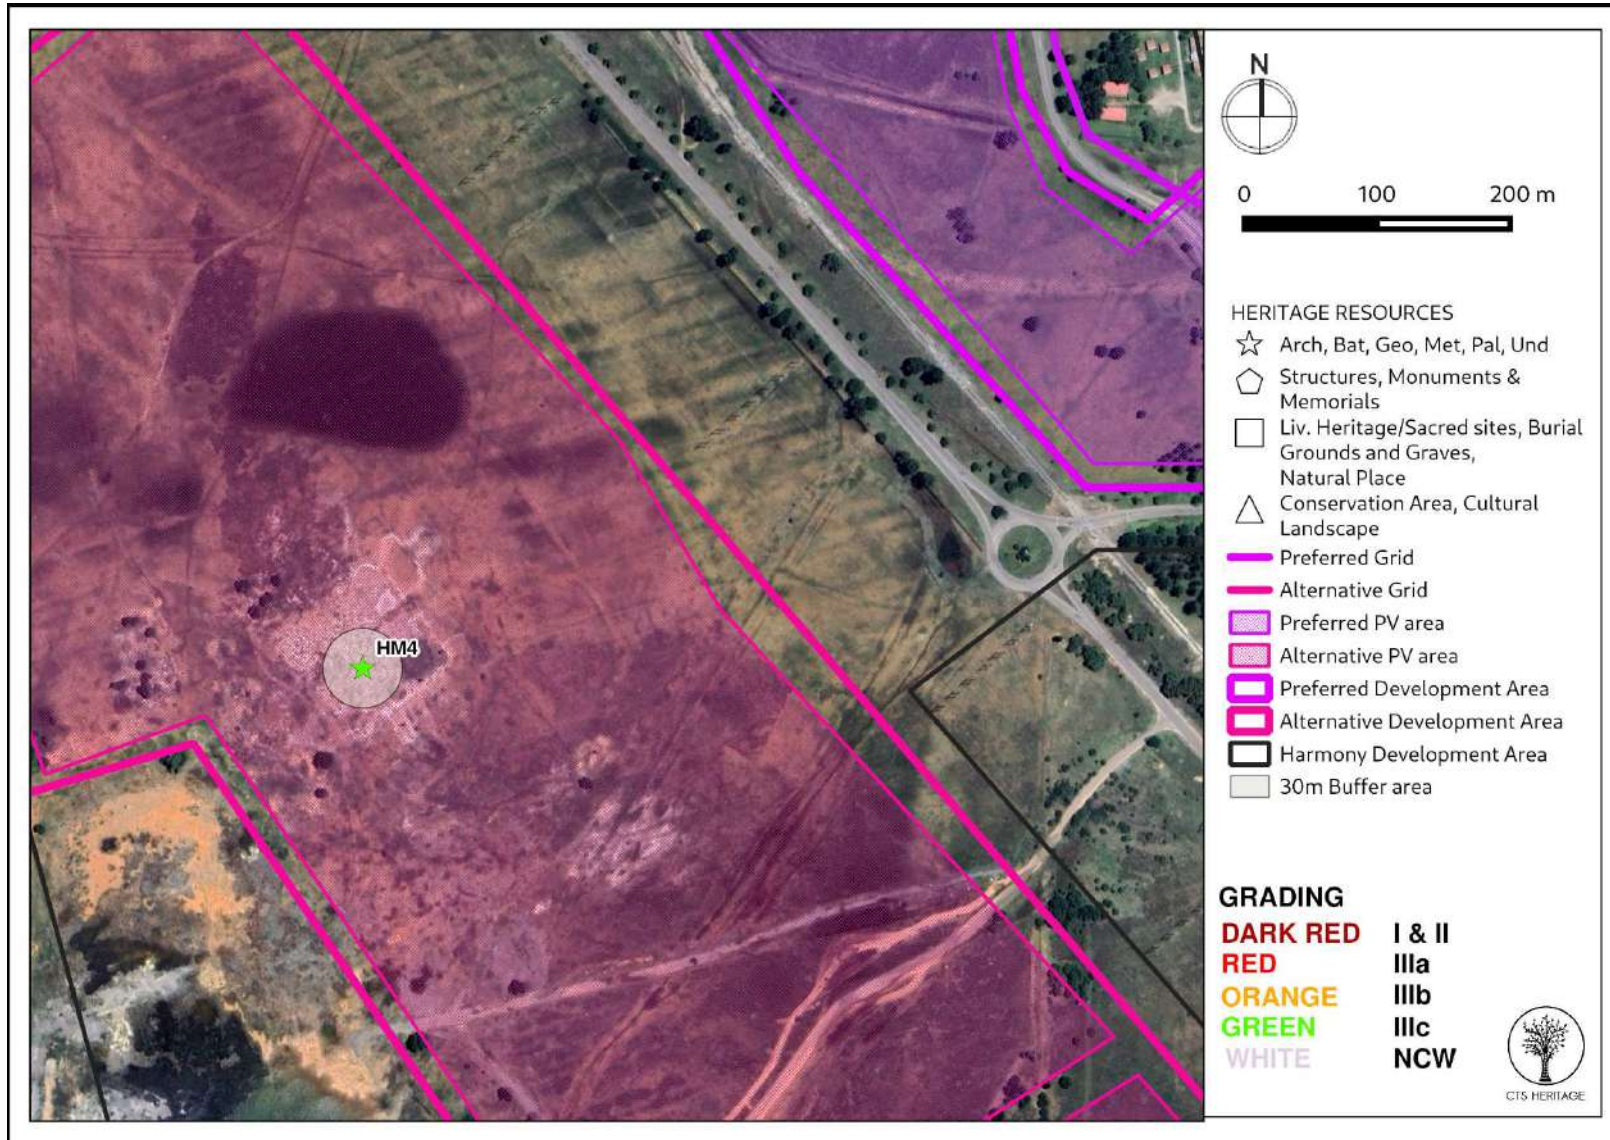 HM4
N
0 100 200 m
HERITAGE RESOURCES
Arch, Bat, Geo, Met, Pal, Und
Structures, Monuments &
Memorials
Liv. Heritage/Sacred sites, Burial
Grounds and Graves,
Natural Place
Conservation Area, Cultural
Landscape
Preferred Grid
Alternative Grid
Preferred PV area
Alternative PV area
Preferred Development Area
Alternative Development Area
Harmony Development Area
30m Buffer area
GRADING
DARK RED I & II
RED IIIa
ORANGE IIIb
GREEN IIIc
WHITE NCW
CTS HERITAGE